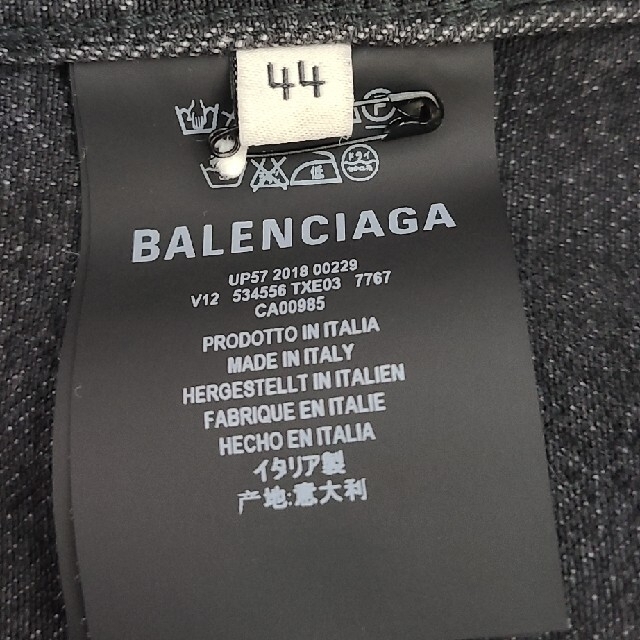 44
BALENCIAGA
UP57 2018 00229
V12 534556 TXE03 7767
CA00985
PRODOTTO IN ITALIA
MADE IN ITALY
HERGESTELLT IN ITALIEN
FABRIQUE EN ITALIE
HECHO EN ITALIA
イタリア製
产地:意大利